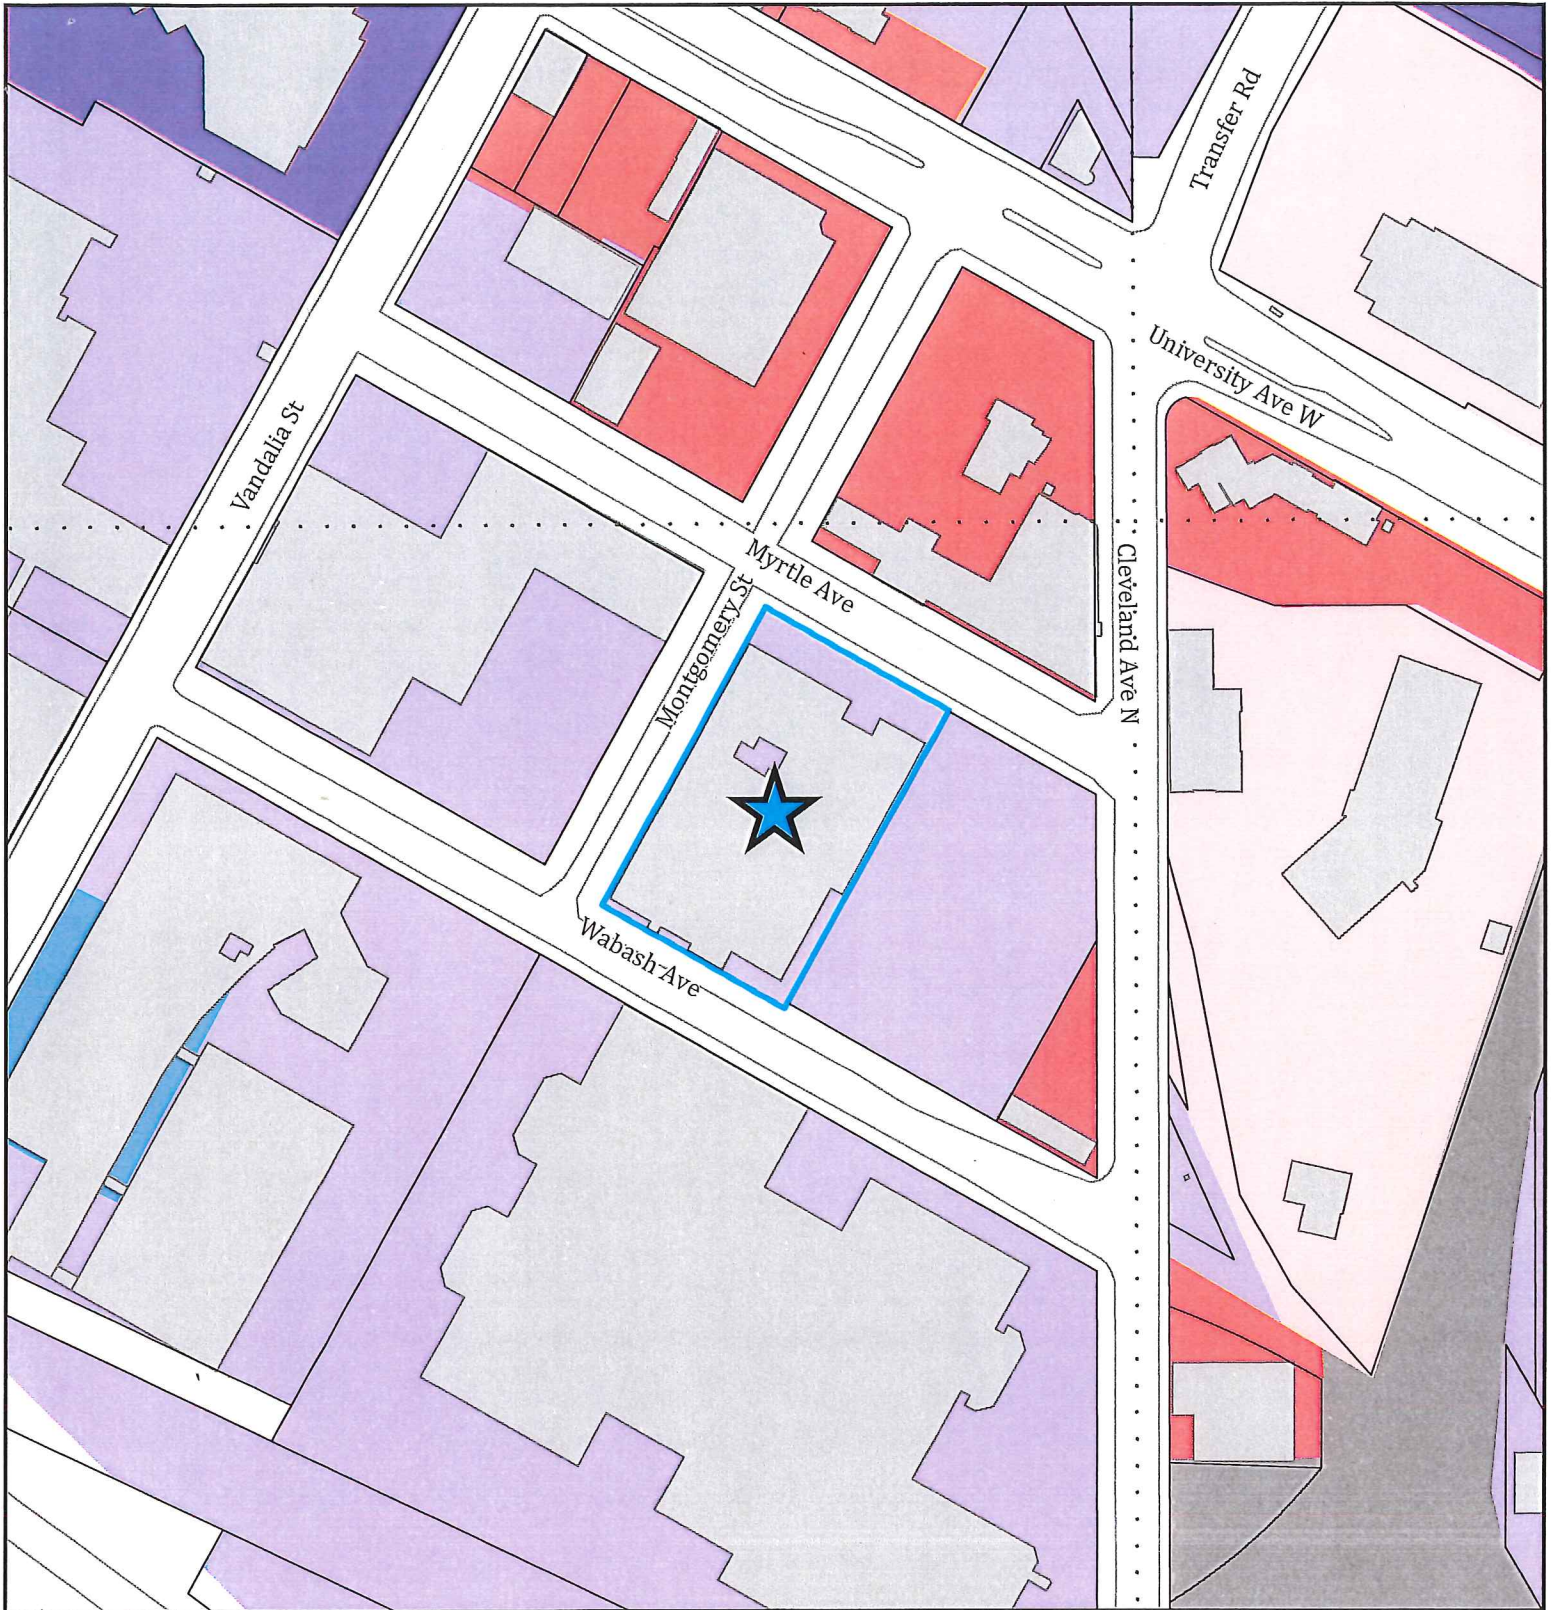 Transfer Rd
University Ave W
Vandalia St
Myrtle Ave
Cleveland Ave N
Montgomery St
Wabash Ave